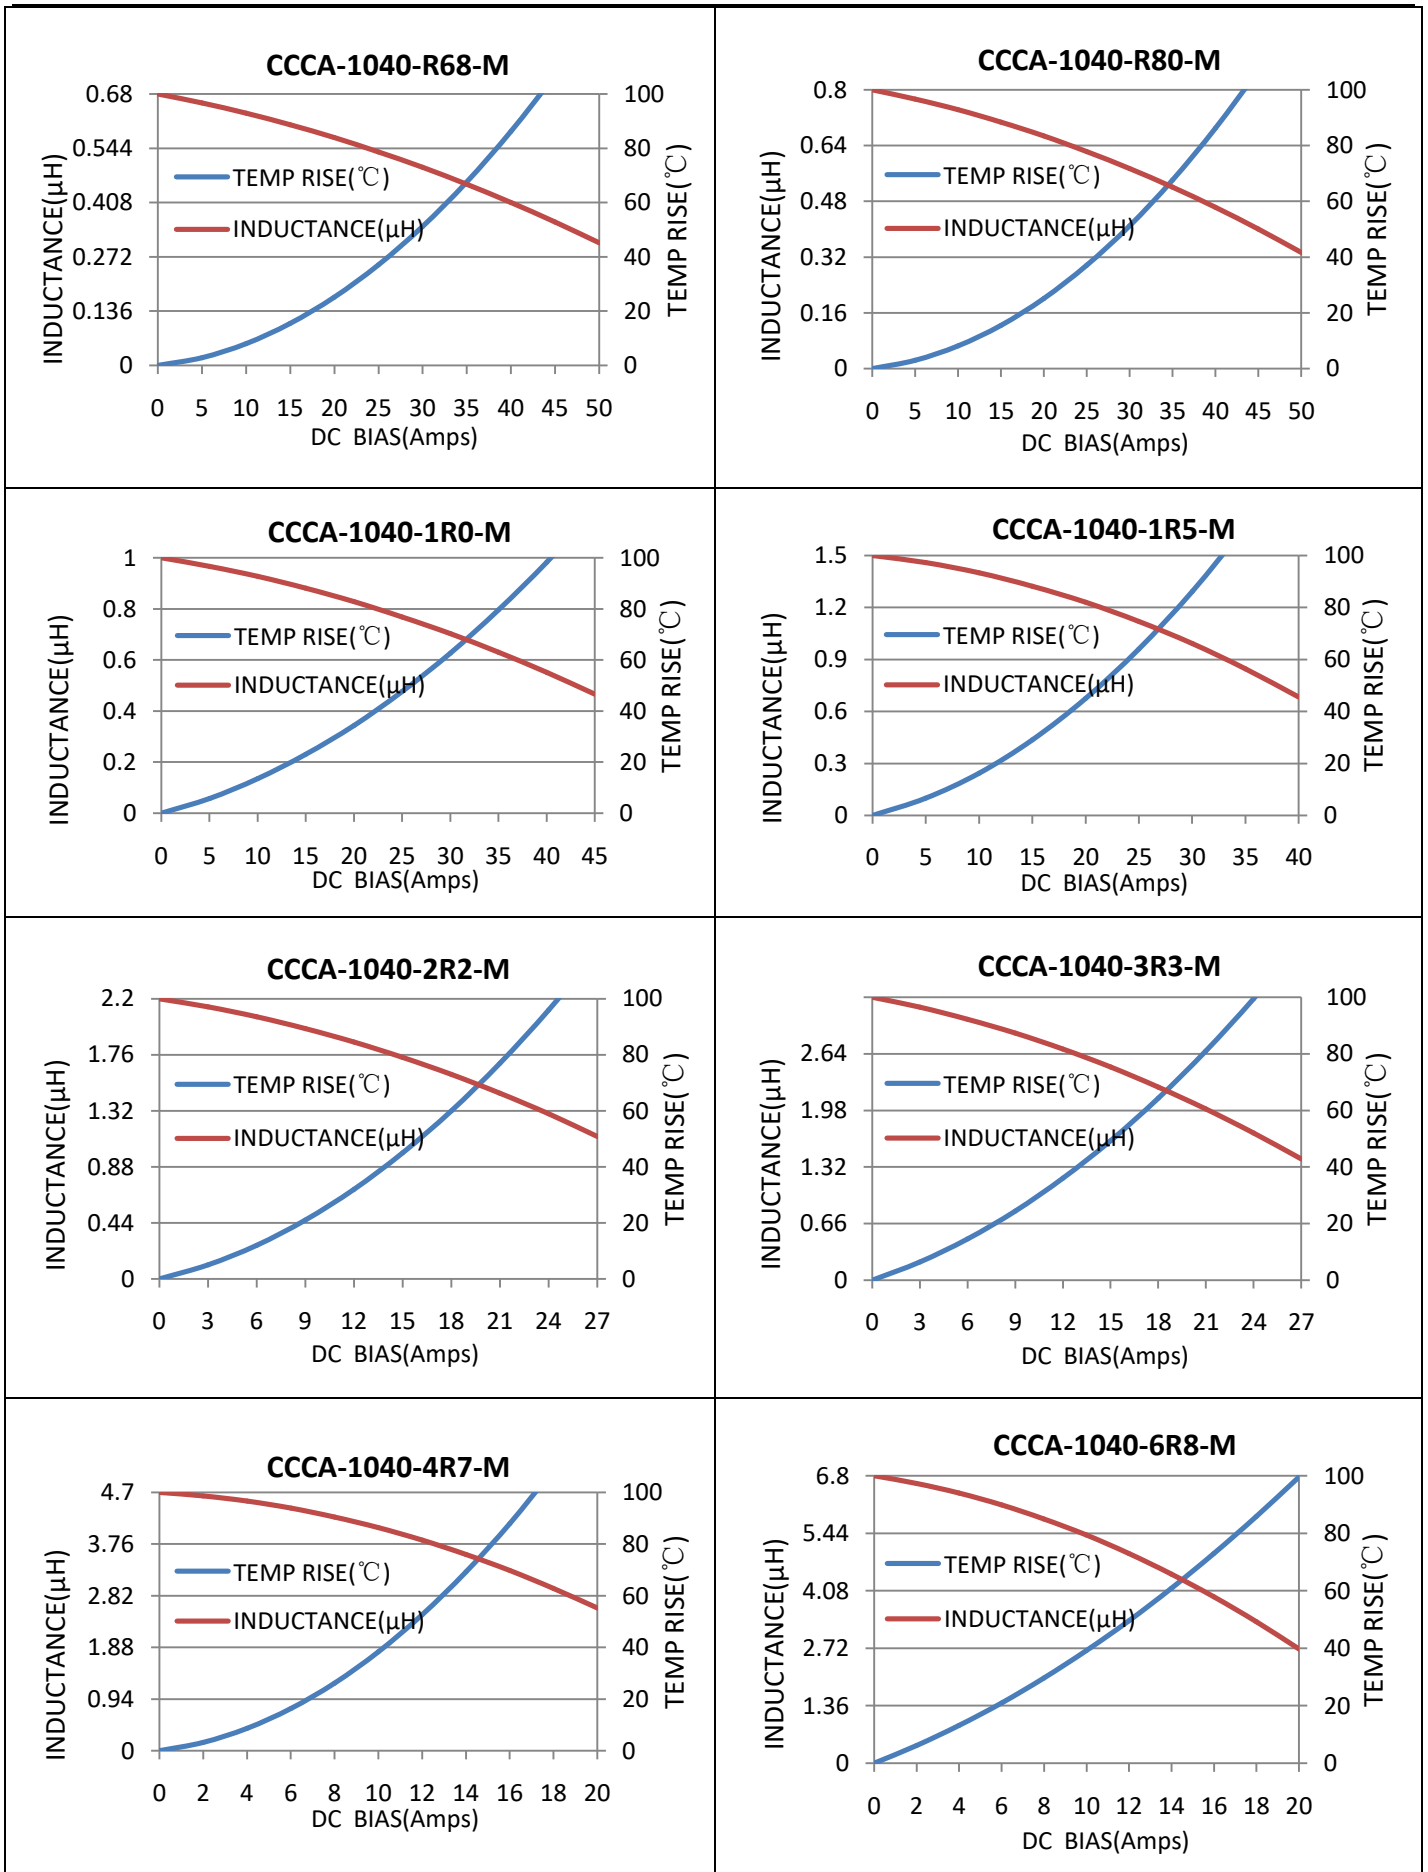 CCCA-1040-R68-M
0.68
0.544
0.408
0.272
0.136
0
100
80
60
40
20
0
INDUCTANCE(μH)
TEMP RISE(℃)
TEMP RISE(℃)
INDUCTANCE(μH)
0 5 10 15 20 25 30 35 40 45 50
DC BIAS(Amps)
CCCA-1040-R80-M
0.8
0.64
0.48
0.32
0.16
0
100
80
60
40
20
0
INDUCTANCE(μH)
TEMP RISE(℃)
TEMP RISE(℃)
INDUCTANCE(μH)
0 5 10 15 20 25 30 35 40 45 50
DC BIAS(Amps)
CCCA-1040-1R0-M
1
0.8
0.6
0.4
0.2
0
100
80
60
40
20
0
INDUCTANCE(μH)
TEMP RISE(℃)
TEMP RISE(℃)
INDUCTANCE(μH)
0 5 10 15 20 25 30 35 40 45
DC BIAS(Amps)
CCCA-1040-1R5-M
1.5
1.2
0.9
0.6
0.3
0
100
80
60
40
20
0
INDUCTANCE(μH)
TEMP RISE(℃)
TEMP RISE(℃)
INDUCTANCE(μH)
0 5 10 15 20 25 30 35 40
DC BIAS(Amps)
CCCA-1040-2R2-M
2.2
1.76
1.32
0.88
0.44
0
100
80
60
40
20
0
INDUCTANCE(μH)
TEMP RISE(℃)
TEMP RISE(℃)
INDUCTANCE(μH)
0 3 6 9 12 15 18 21 24 27
DC BIAS(Amps)
CCCA-1040-3R3-M
2.64
1.98
1.32
0.66
0
100
80
60
40
20
0
INDUCTANCE(μH)
TEMP RISE(℃)
TEMP RISE(℃)
INDUCTANCE(μH)
0 3 6 9 12 15 18 21 24 27
DC BIAS(Amps)
CCCA-1040-4R7-M
4.7
3.76
2.82
1.88
0.94
0
100
80
60
40
20
0
INDUCTANCE(μH)
TEMP RISE(℃)
TEMP RISE(℃)
INDUCTANCE(μH)
0 2 4 6 8 10 12 14 16 18 20
DC BIAS(Amps)
CCCA-1040-6R8-M
6.8
5.44
4.08
2.72
1.36
0
100
80
60
40
20
0
INDUCTANCE(μH)
TEMP RISE(℃)
TEMP RISE(℃)
INDUCTANCE(μH)
0 2 4 6 8 10 12 14 16 18 20
DC BIAS(Amps)